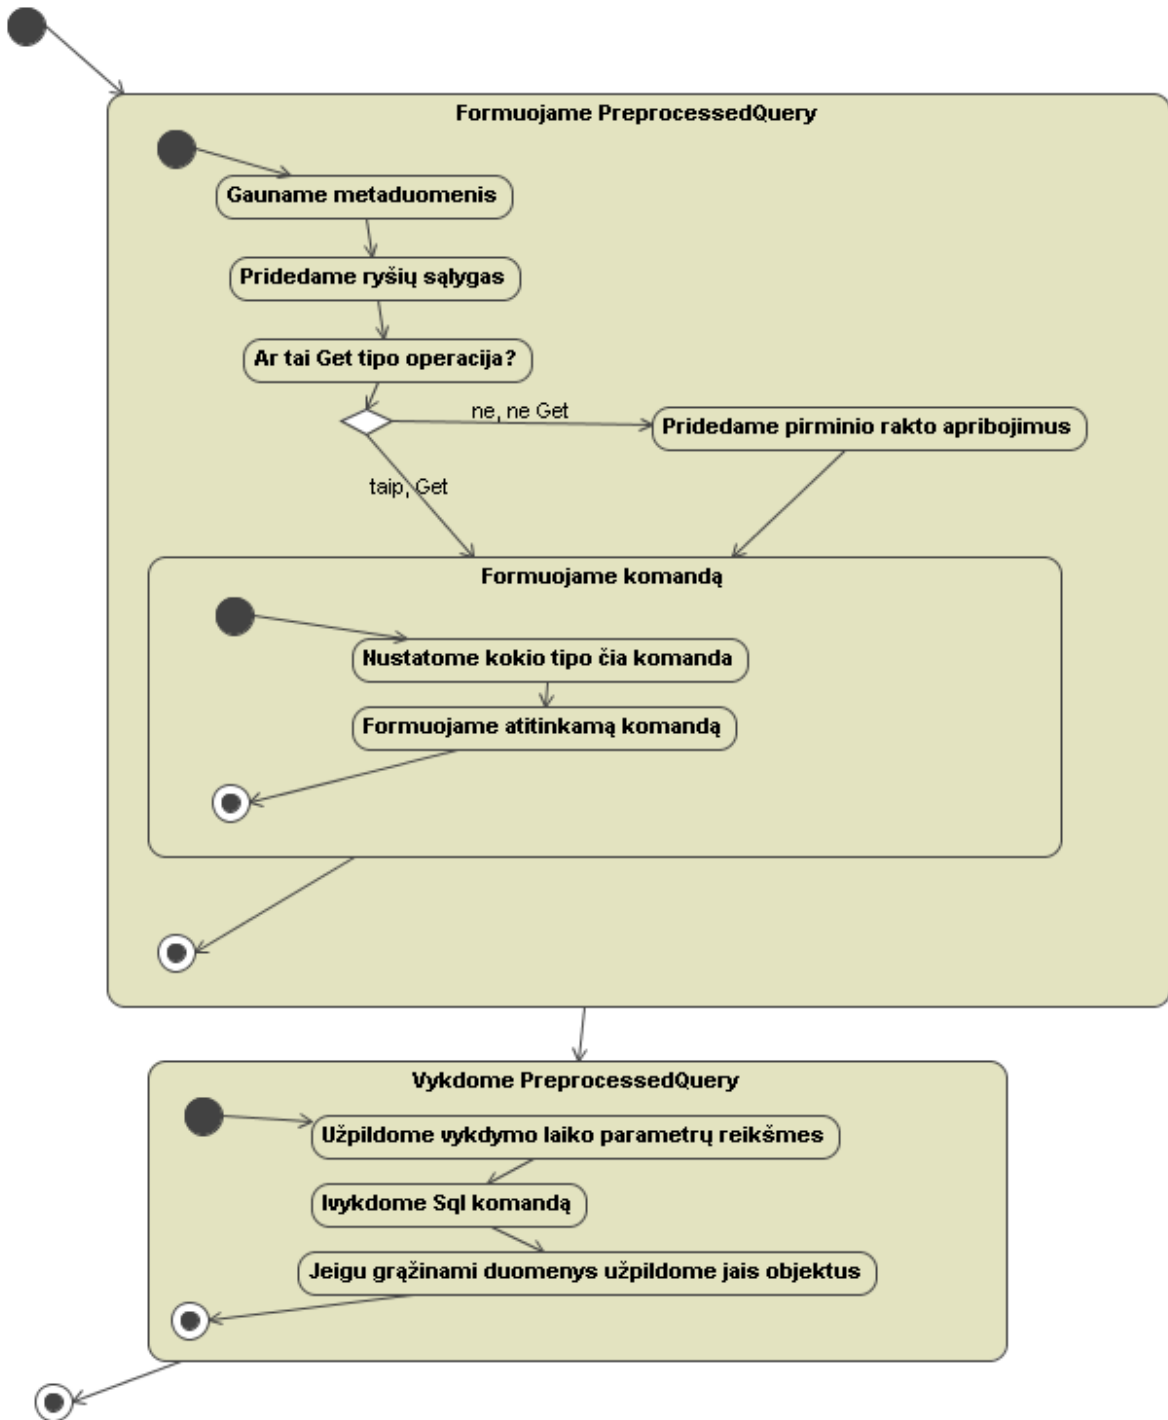 Formuojame PreprocessedQuery
Gauname metaduomenis
Pridedame ryšių sąlygas
Ar tai Get tipo operacija?
ne, ne Get
Pridedame pirminio rakto apribojimus
taip, Get
Formuojame komandą
Nustatome kokio tipo čia komanda
Formuojame atitinkamą komandą
Vykdome PreprocessedQuery
Užpildome vykdymo laiko parametrų reikšmes
Ivykdome Sql komandą
Jeigu grąžinami duomenys užpildome jais objektus